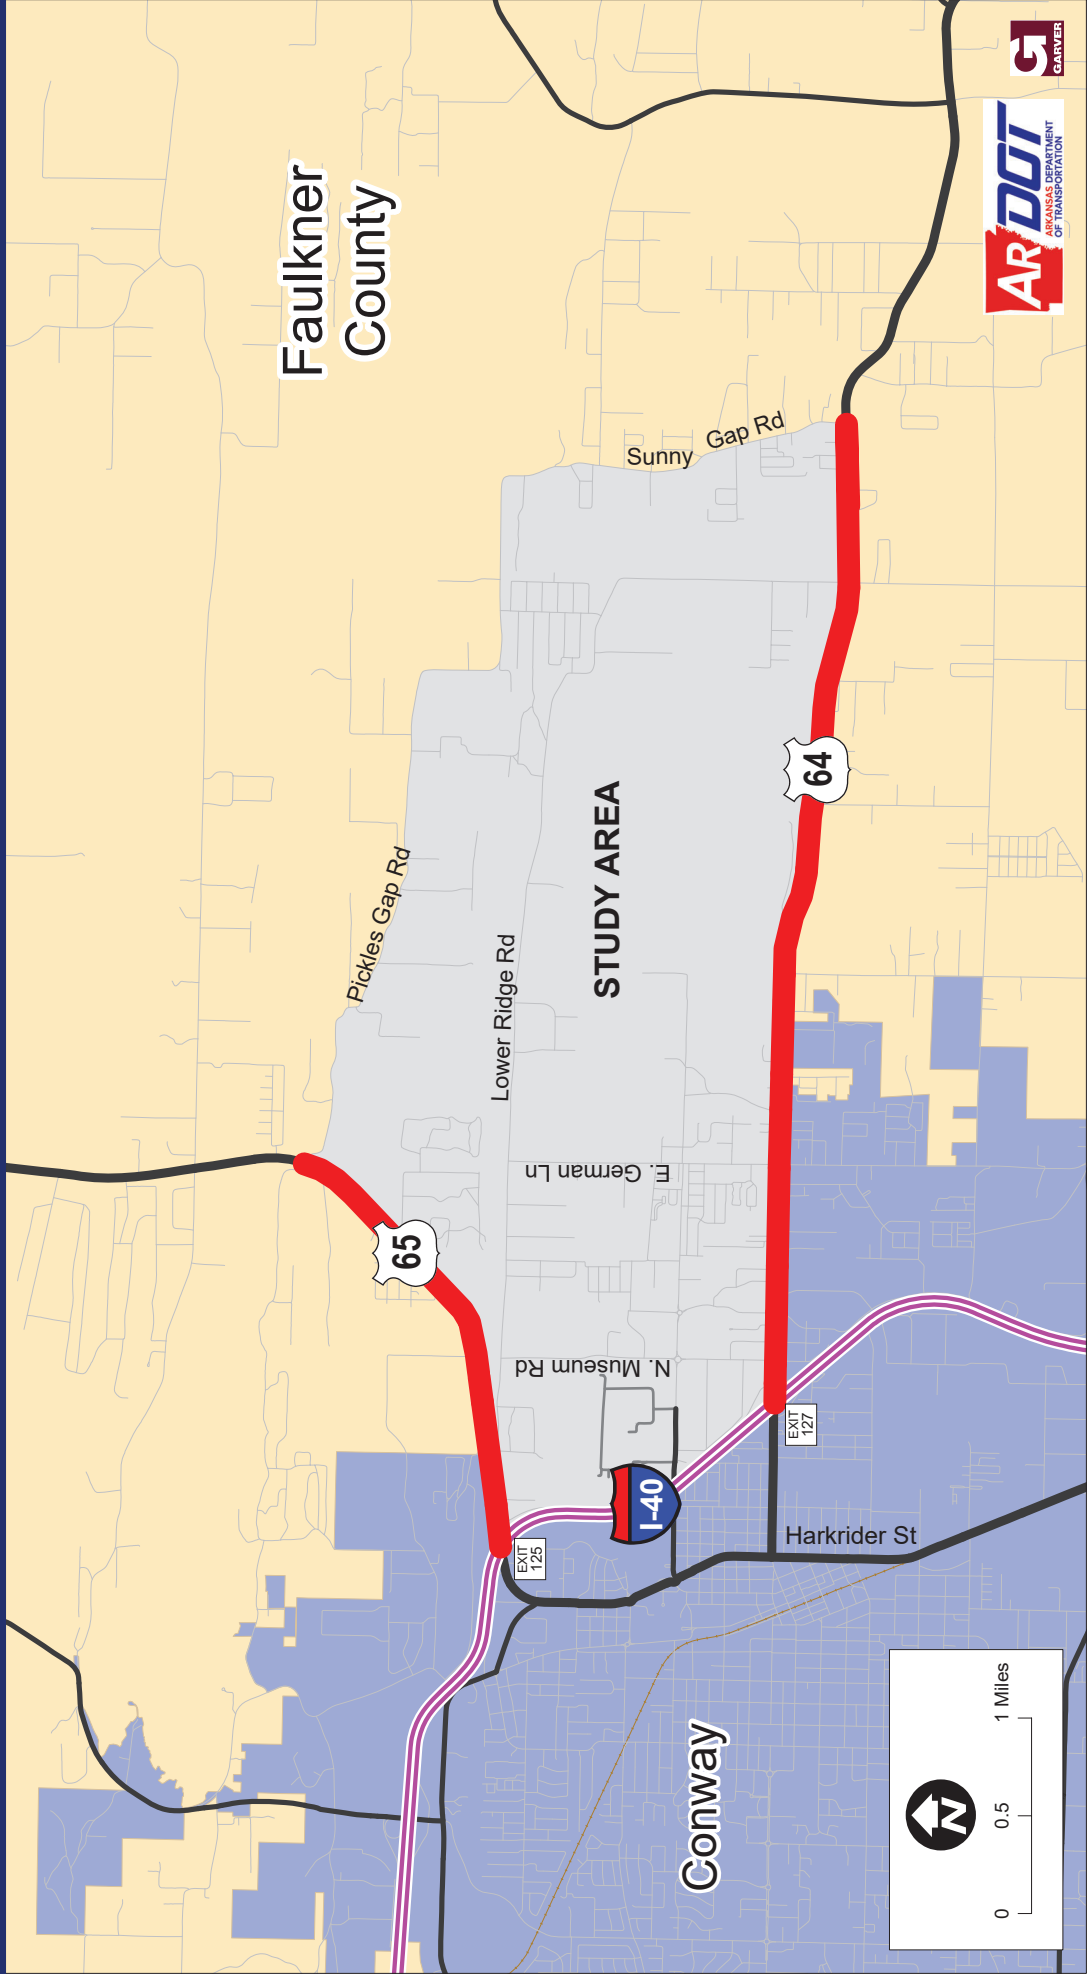 Faulkner
County
Pickles Gap Rd
Sunny Gap Rd
Lower Ridge Rd
STUDY AREA
E. German Ln
N. Museum Rd
65
64
I-40
EXIT
125
EXIT
127
Harkrider St
Conway
N
0 0.5 1 Miles
AR DOT
ARKANSAS DEPARTMENT
OF TRANSPORTATION
G
GARVER